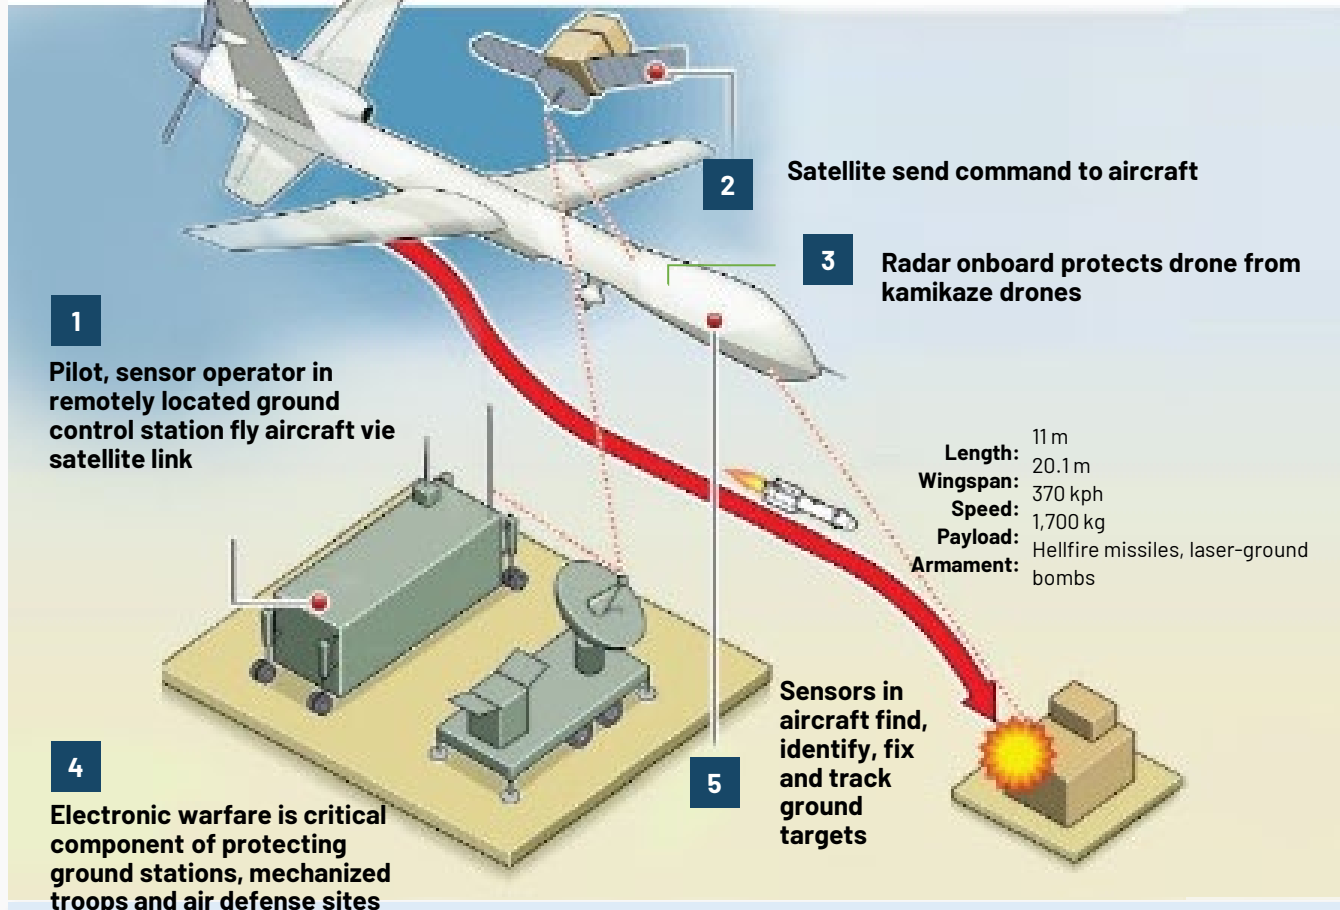 2
Satellite send command to aircraft
3
Radar onboard protects drone from
kamikaze drones
1
Pilot, sensor operator in
remotely located ground
control station fly aircraft vie
satellite link
Length: 11 m
Wingspan: 20.1 m
Speed: 370 kph
Payload: 1,700 kg
Armament: Hellfire missiles, laser-ground
bombs
4
Electronic warfare is critical
component of protecting
ground stations, mechanized
troops and air defense sites
5
Sensors in
aircraft find,
identify, fix
and track
ground
targets